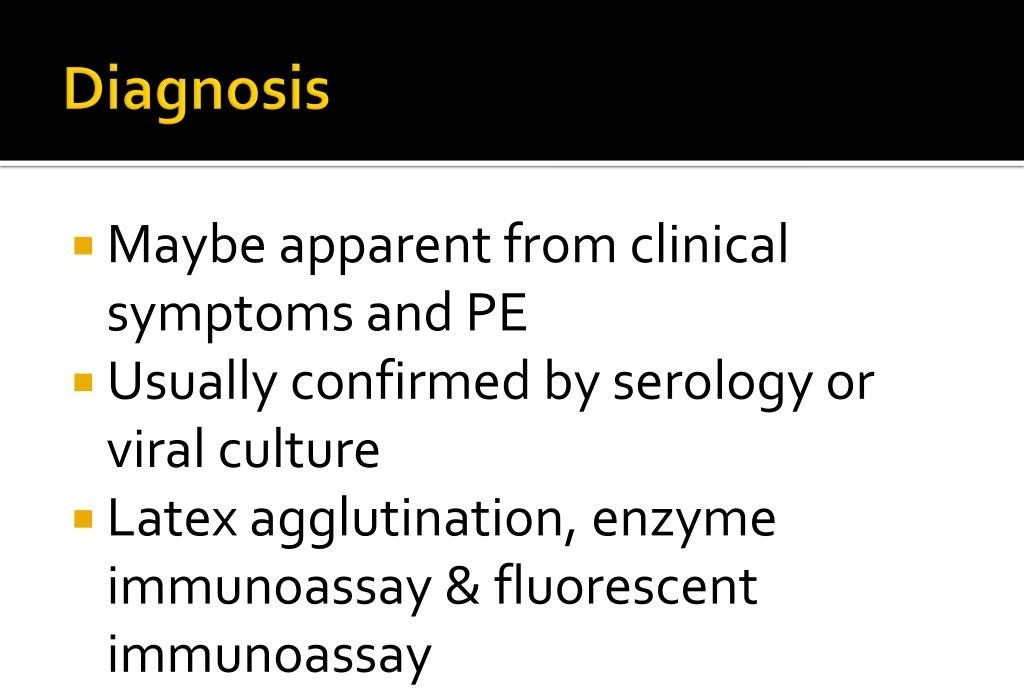 Diagnosis
Maybe apparent from clinical
symptoms and PE
Usually confirmed by serology or
viral culture
Latex agglutination, enzyme
immunoassay & fluorescent
immunoassay